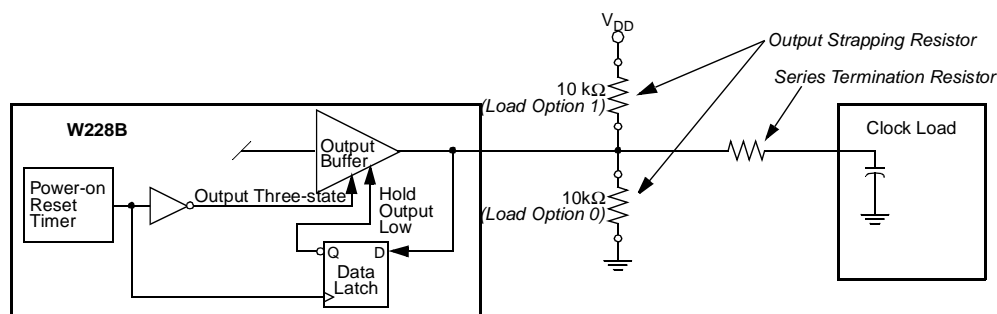 V_DD
Output Strapping Resistor
Series Termination Resistor
10 kΩ
(Load Option 1)
W228B
Clock Load
Output
Buffer
Power-on
Reset
Timer
Output Three-state
Hold
Output
Low
10kΩ
(Load Option 0)
Q
D
Data
Latch